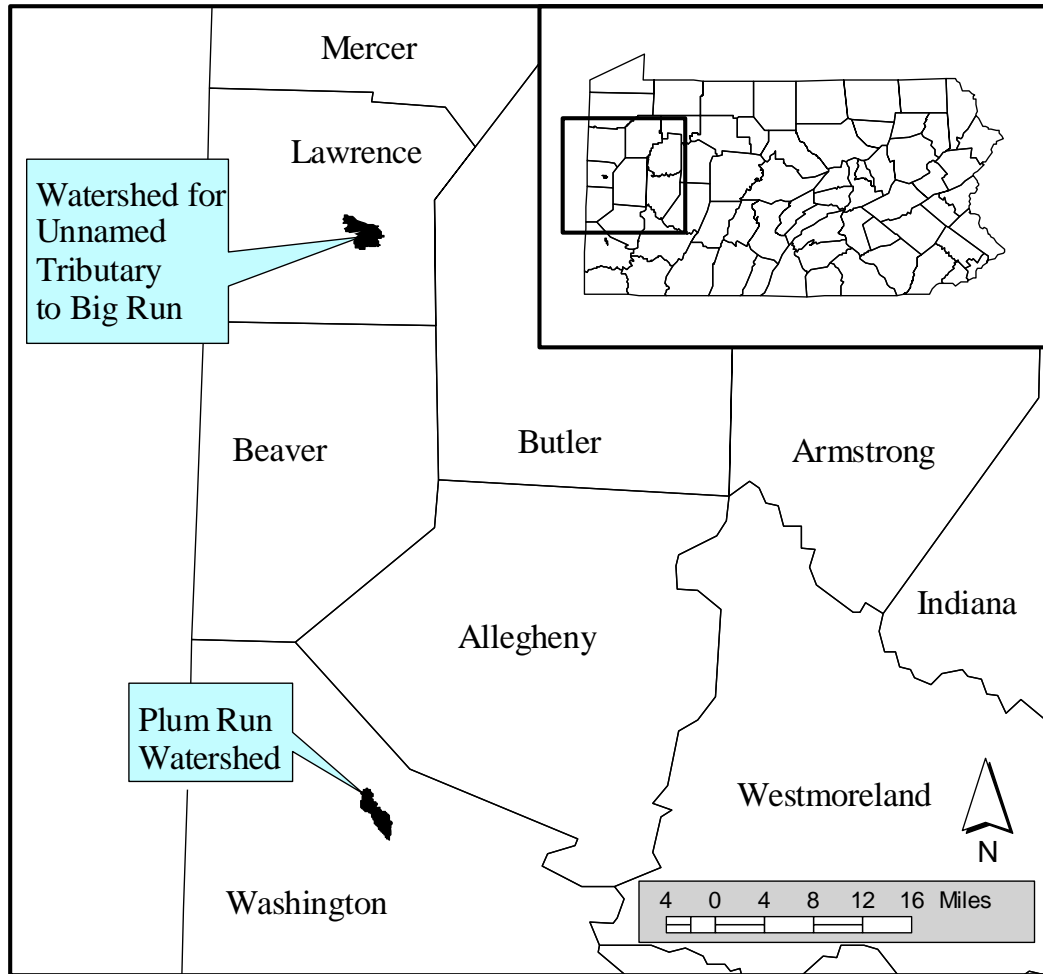 Mercer
Lawrence
Watershed for
Unnamed
Tributary
to Big Run
Beaver
Butler
Armstrong
Indiana
Allegheny
Plum Run
Watershed
Westmoreland
N
Washington
4 0 4 8 12 16 Miles